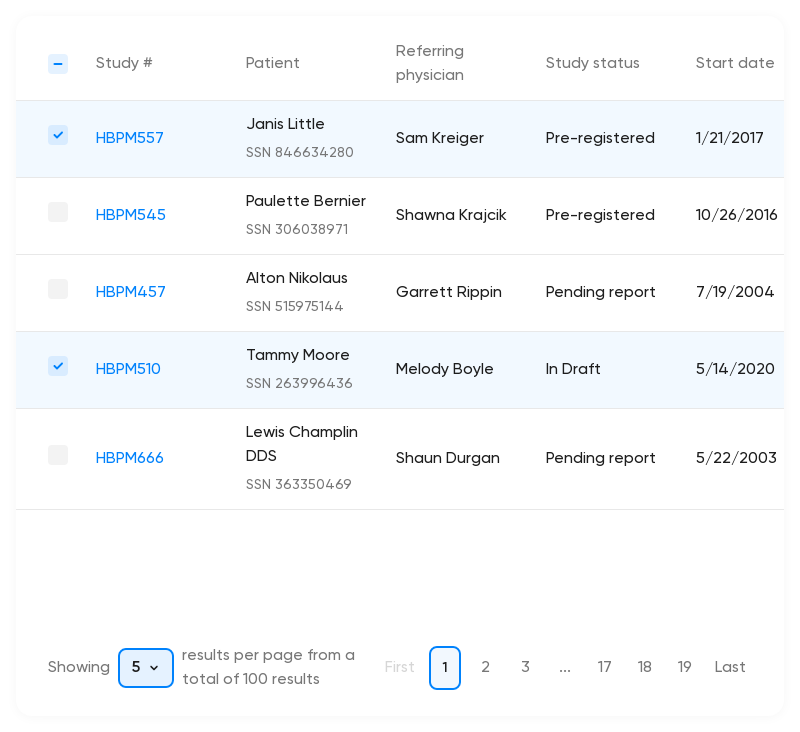 Study #
Patient
Referring
physician
Study status
Start date
HBPM557
Janis Little
SSN 846634280
Sam Kreiger
Pre-registered
1/21/2017
HBPM545
Paulette Bernier
SSN 306038971
Shawna Krajcik
Pre-registered
10/26/2016
HBPM457
Alton Nikolaus
SSN 515975144
Garrett Rippin
Pending report
7/19/2004
HBPM510
Tammy Moore
SSN 263996436
Melody Boyle
In Draft
5/14/2020
HBPM666
Lewis Champlin
DDS
SSN 363350469
Shaun Durgan
Pending report
5/22/2003
Showing
5
results per page from a
total of 100 results
First
1
2
3
...
17
18
19
Last